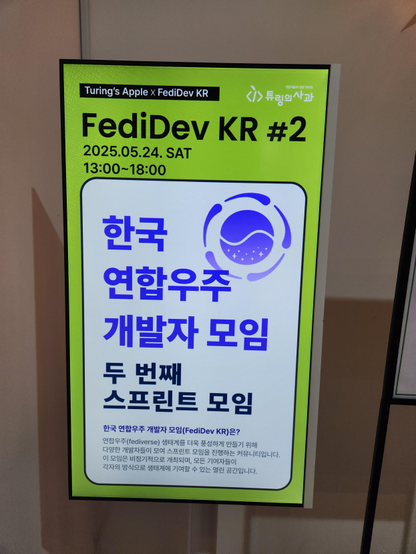 Turing's Apple x FediDev KR
튜링의 사과
FediDev KR #2
2025.05.24. SAT
13:00~18:00
한국
연합우주
개발자 모임
두 번째
스프린트 모임
한국 연합우주 개발자 모임(FediDev KR)은?
연합우주(fediverse) 생태계를 더욱 풍성하게 만들기 위해
다양한 개발자들이 모여 스프린트 모임을 진행하는 커뮤니티입니다.
이 모임은 비정기적으로 개최되며, 모든 기여자들이
각자의 방식으로 생태계에 기여할 수 있는 열린 공간입니다.